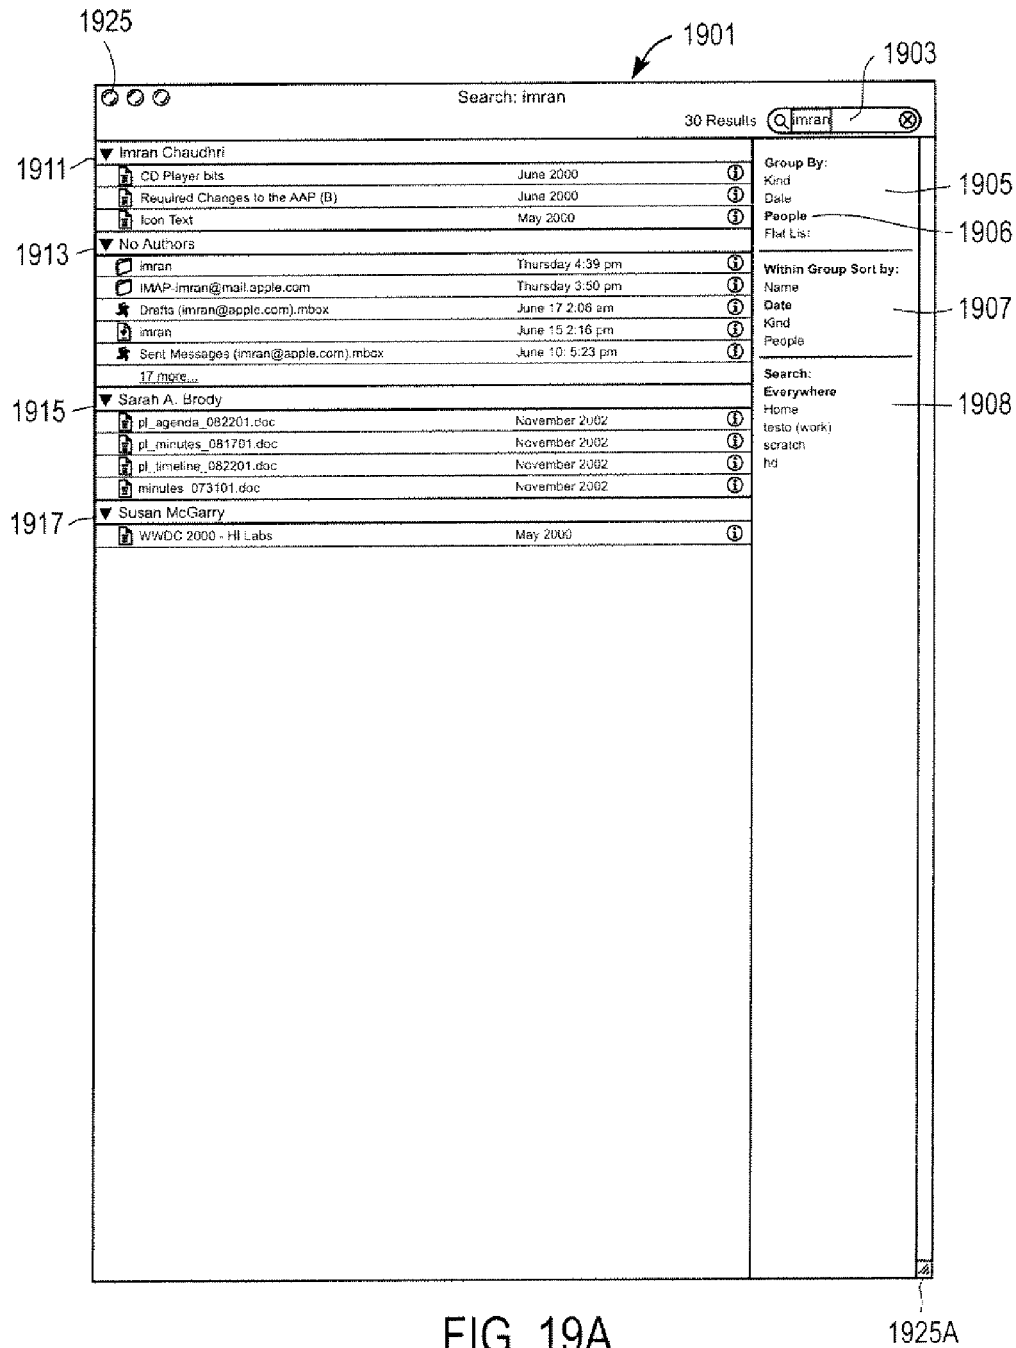 1925
1901
1903
Search: imran
30 Results
imran
1911
Imran Chaudhri
CD Player bits June 2000
Required Changes to the AAP (B) June 2000
Icon Text May 2000
1913
No Authors
imran Thursday 4:39 pm
IMAP-imran@mail.apple.com Thursday 3:50 pm
Drafts (imran@apple.com).mbox June 17 2:06 am
imran June 15 2:16 pm
Sent Messages (imran@apple.com).mbox June 10: 5:23 pm
17 more...
1915
Sarah A. Brody
pl_agenda_082201.doc November 2002
pl_minutes_081701.doc November 2002
pl_timeline_082201.doc November 2002
minutes_073101.doc November 2002
1917
Susan McGarry
WWDC 2000 - HI Labs May 2000
Group By:
Kind
Date
People
Flat List
1905
1906
Within Group Sort by:
Name
Date
Kind
People
1907
Search:
Everywhere
Home
testo (work)
scratch
hd
1908
1925A
FIG. 19A